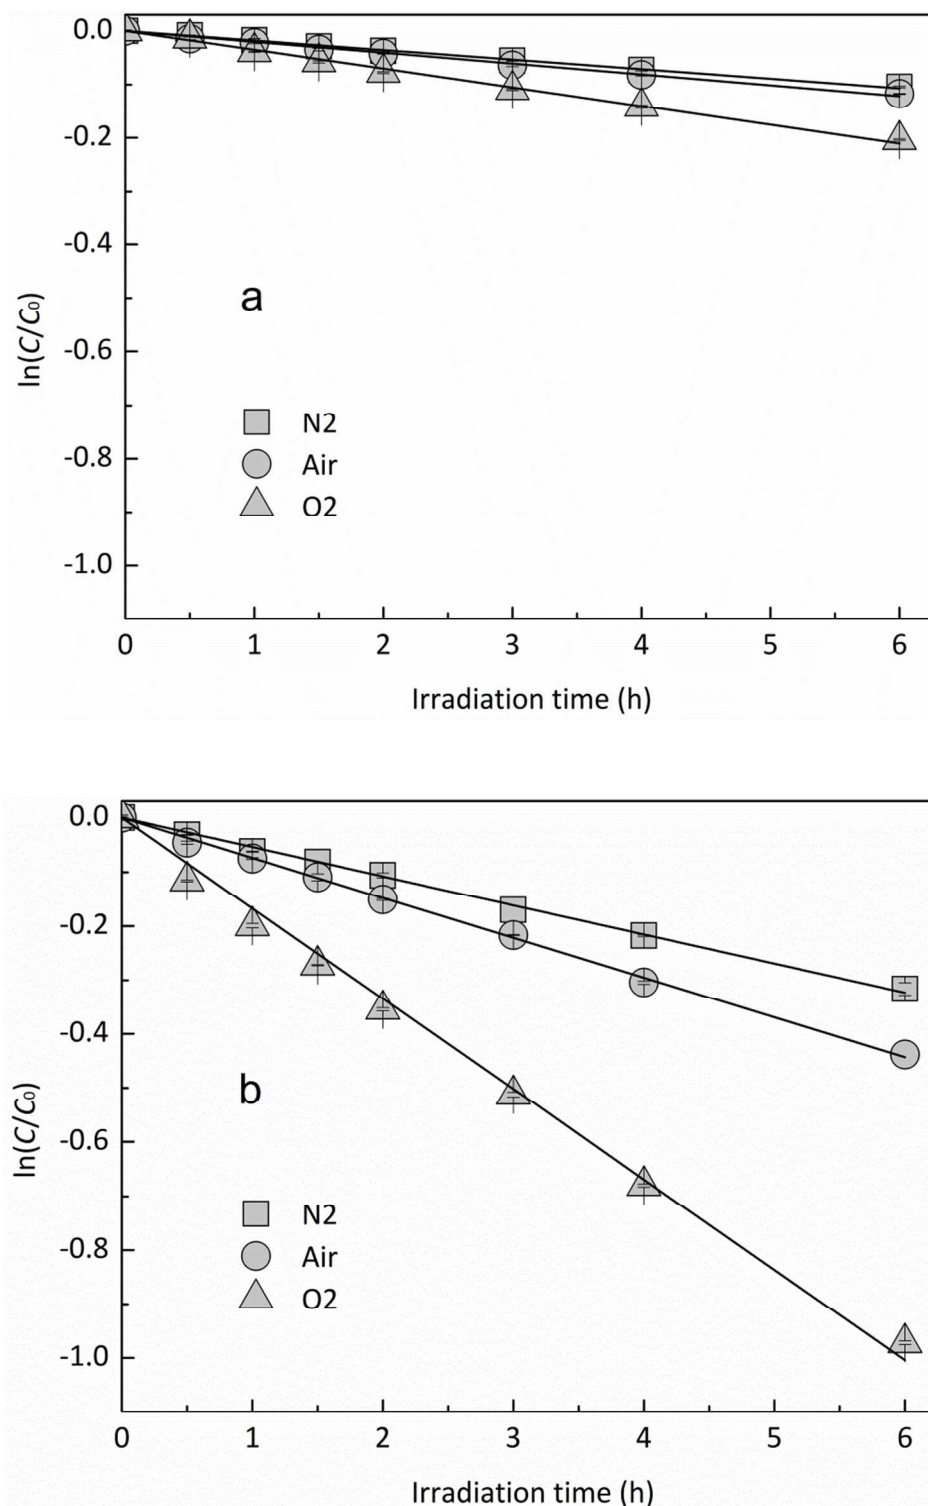 0.0
-0.2
-0.4
-0.6
-0.8
-1.0
ln(C/C0)
a
N2
Air
O2
0 1 2 3 4 5 6
Irradiation time (h)
0.0
-0.2
-0.4
-0.6
-0.8
-1.0
ln(C/C0)
b
N2
Air
O2
0 1 2 3 4 5 6
Irradiation time (h)